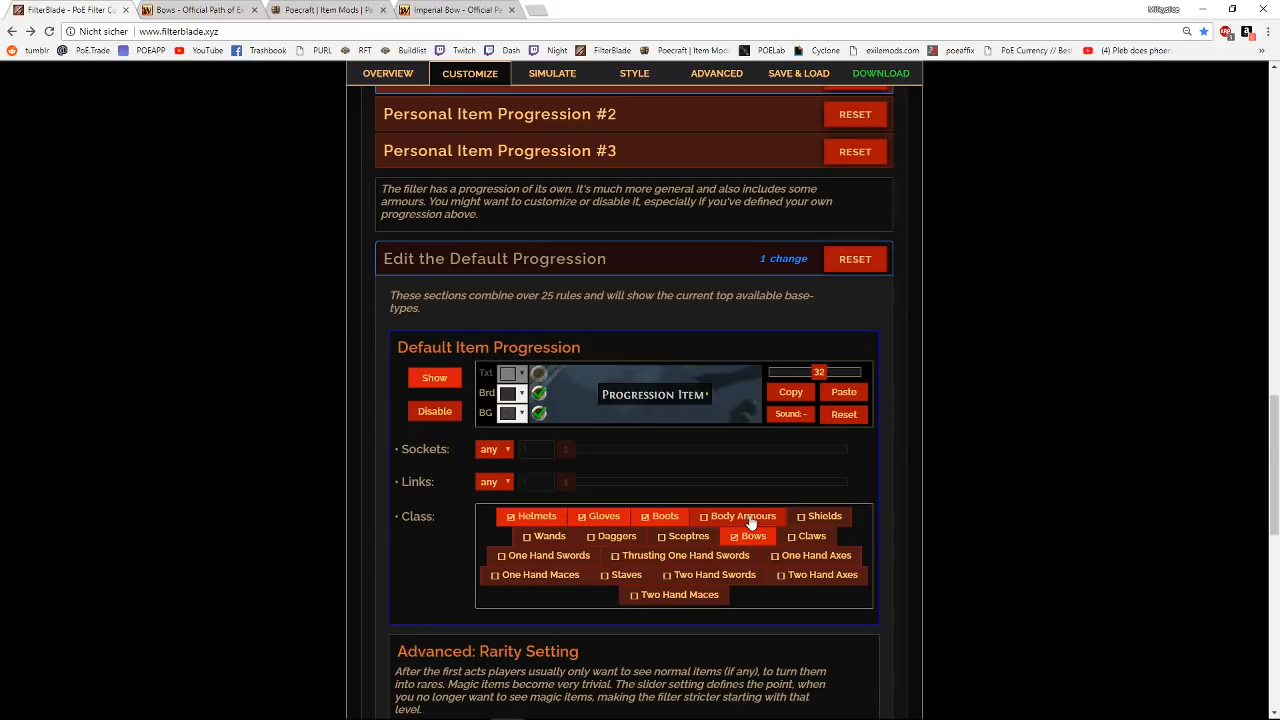 FilterBlade - PoE Filter Cu
Bows - Official Path of Ex
Poecraft | Item Mods | Pa
Imperial Bow - Official Pa
Milkydice
Nicht sicher | www.filterblade.xyz
tumblr PoE.Trade POEAPP YouTube Trashbook PURL RFT Buildlist Twitch Discord Night FilterBlade Poecraft | Item Mods POELab Cyclone onlemods.com poeaffix PoE Currency // Best (4) Pleb does phoen
OVERVIEW CUSTOMIZE SIMULATE STYLE ADVANCED SAVE & LOAD DOWNLOAD
Personal Item Progression #2 RESET
Personal Item Progression #3 RESET
The filter has a progression of its own. It's much more general and also includes some
armours. You might want to customize or disable it, especially if you've defined your own
progression above.
Edit the Default Progression 1 change RESET
These sections combine over 25 rules and will show the current top available base-
types.
Default Item Progression
Show
Disable
Txt
Brd
BG
Progression Item
32
Copy Paste
Sound: - Reset
• Sockets: any
• Links: any
• Class:
Helmets Gloves Boots Body Armours Shields
Wands Daggers Sceptres Bows Claws
One Hand Swords Thrusting One Hand Swords One Hand Axes
One Hand Maces Staves Two Hand Swords Two Hand Axes
Two Hand Maces
Advanced: Rarity Setting
After the first acts players usually only want to see normal items (if any), to turn them
into rares. Magic items become very trivial. The slider setting defines the point, when
you no longer want to see magic items, making the filter stricter starting with that
level.